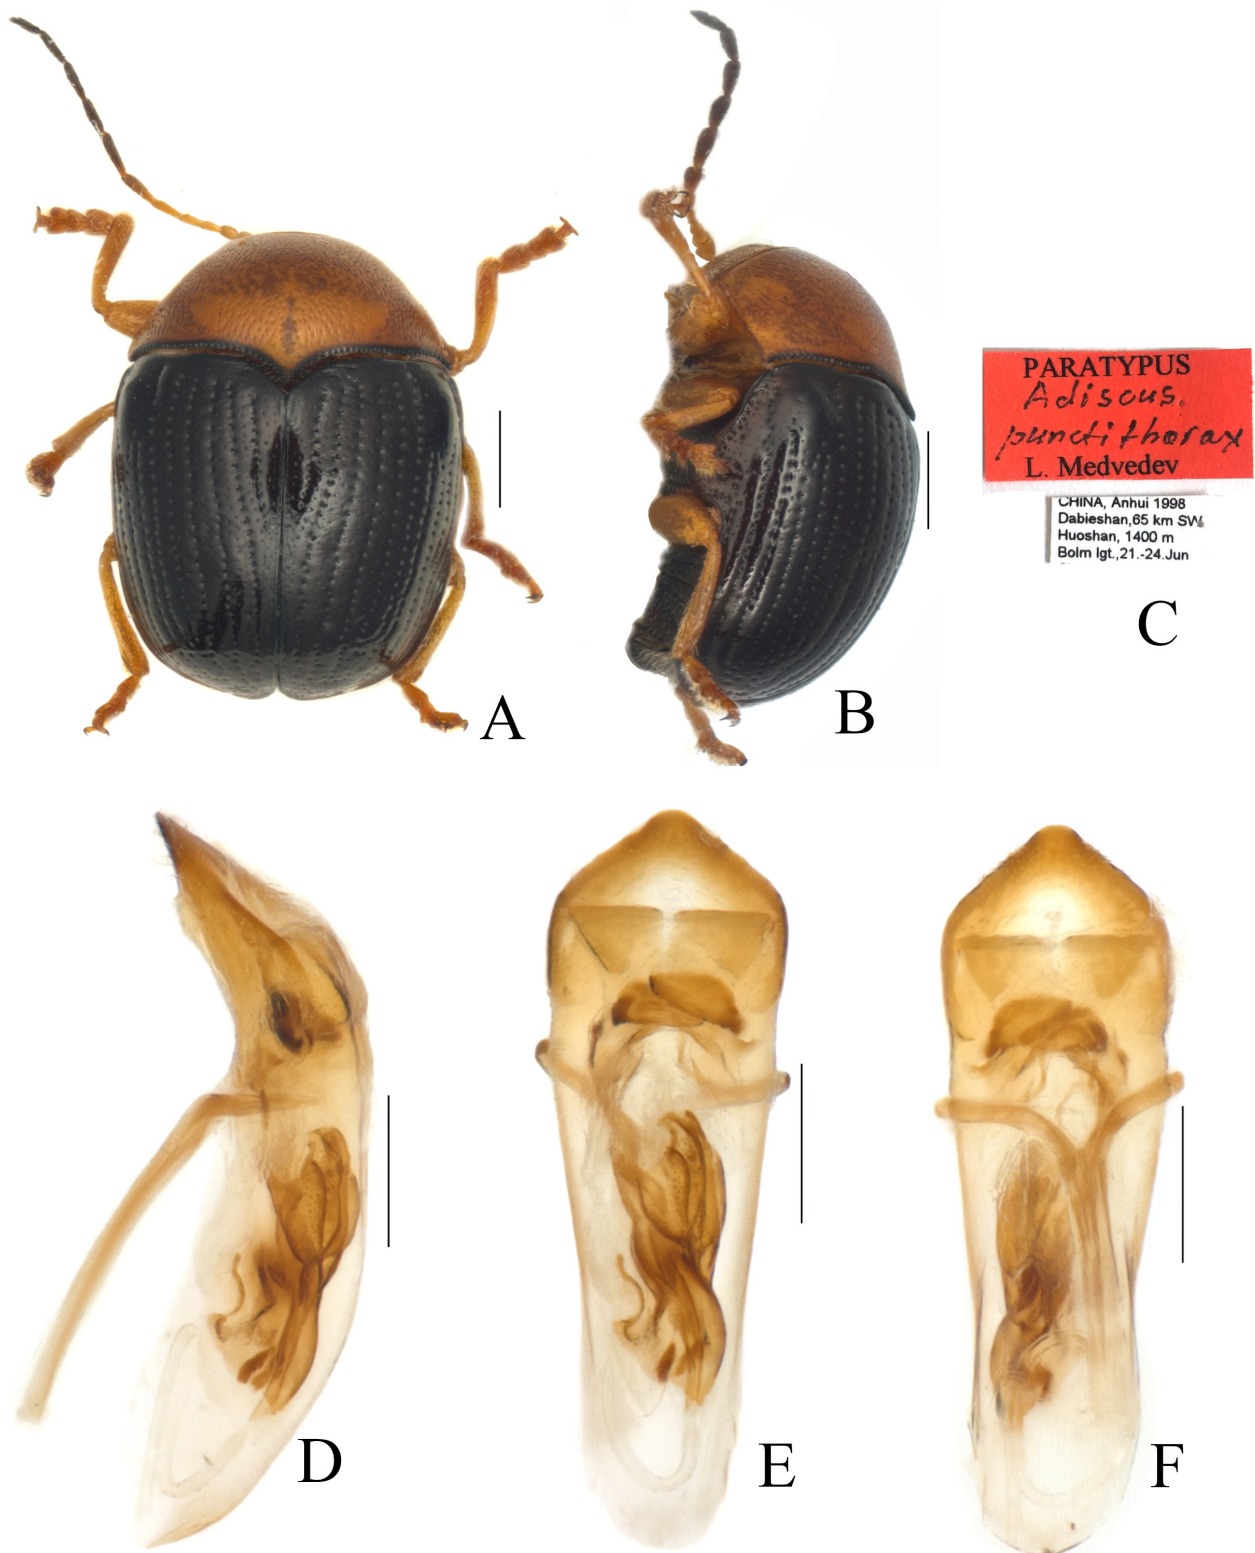 PARATYPUS
Adiscus.
punctithorax
L. Medvedev
CHINA, Anhui 1998
Dabieshan,65 km SW
Huoshan, 1400 m
Bolm lgt.,21.-24.Jun
A
B
C
D
E
F